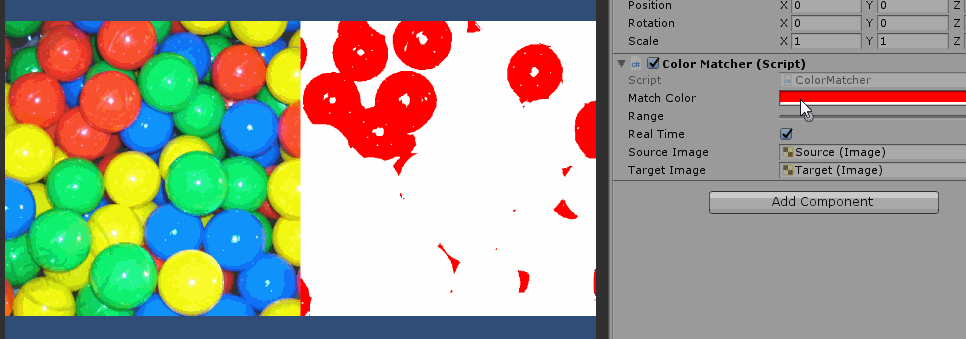 Position X 0 Y 0 Z
Rotation X 0 Y 0 Z
Scale X 1 Y 1 Z
c# Color Matcher (Script)
Script c# ColorMatcher
Match Color
Range
Real Time
Source Image Source (Image)
Target Image Target (Image)
Add Component